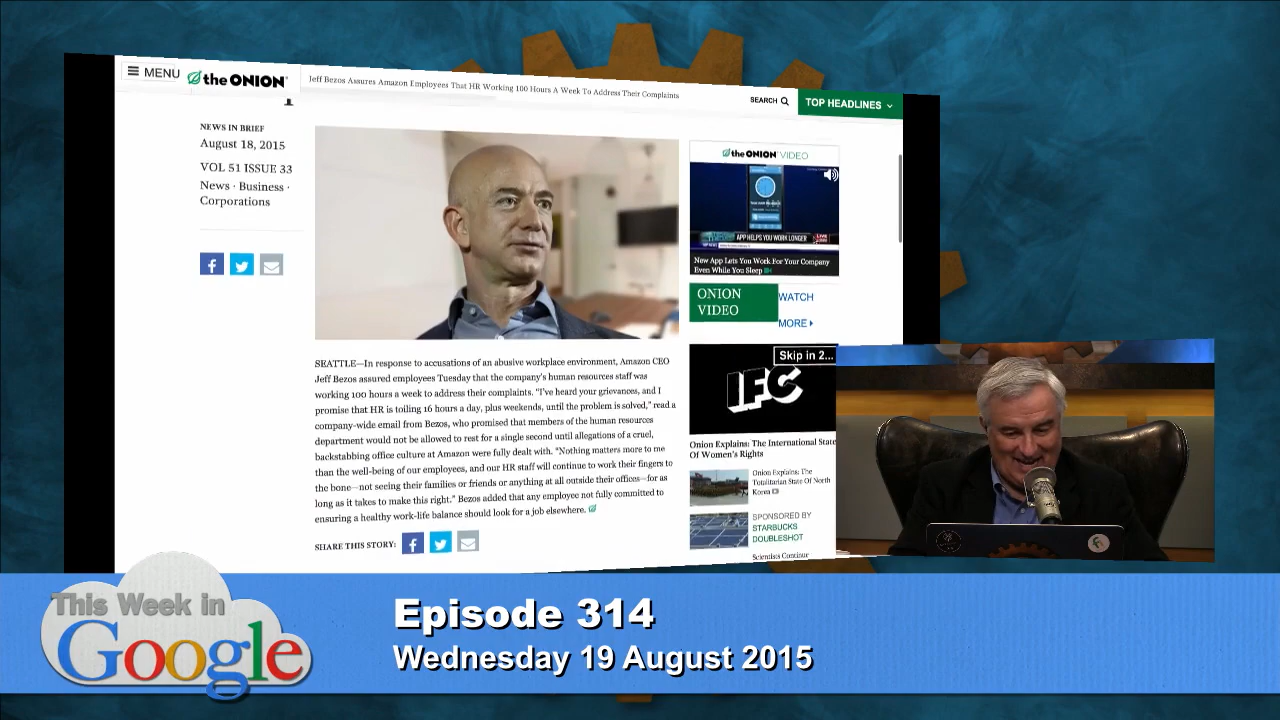 MENU
the ONION
Jeff Bezos Assures Amazon Employees That HR Working 100 Hours A Week To Address Their Complaints
SEARCH
TOP HEADLINES
NEWS IN BRIEF
August 18, 2015
VOL 51 ISSUE 33
News · Business ·
Corporations
SEATTLE—In response to accusations of an abusive workplace environment, Amazon CEO
Jeff Bezos assured employees Tuesday that the company's human resources staff was
working 100 hours a week to address their complaints. "I've heard your grievances, and I
promise that HR is toiling 16 hours a day, plus weekends, until the problem is solved," read a
company-wide email from Bezos, who promised that members of the human resources
department would not be allowed to rest for a single second until allegations of a cruel,
backstabbing office culture at Amazon were fully dealt with. "Nothing matters more to me
than the well-being of our employees, and our HR staff will continue to work their fingers to
the bone—not seeing their families or friends or anything at all outside their offices—for as
long as it takes to make this right." Bezos added that any employee not fully committed to
ensuring a healthy work-life balance should look for a job elsewhere.
SHARE THIS STORY:
the ONION VIDEO
APP HELPS YOU WORK LONGER
New App Lets You Work For Your Company
Even While You Sleep
ONION
VIDEO
WATCH
MORE
Skip in 2...
IFC
Onion Explains: The International State
Of Women's Rights
Onion Explains: The
Totalitarian State Of North
Korea
SPONSORED BY
STARBUCKS
DOUBLESHOT
Scientists Continue
This Week in
Google
Episode 314
Wednesday 19 August 2015